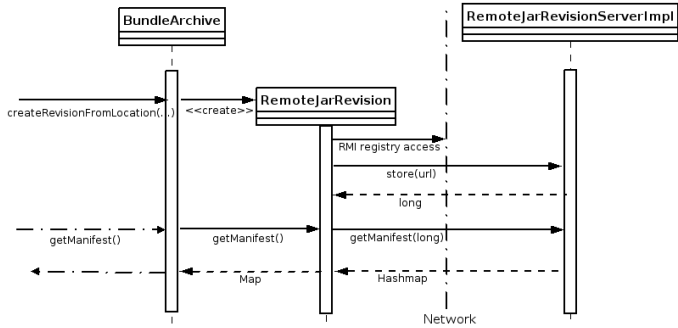 BundleArchive
RemoteJarRevisionServerImpl
createRevisionFromLocation(...)
<<create>>
RemoteJarRevision
RMI registry access
store(url)
long
getManifest()
getManifest()
getManifest(long)
Map
Hashmap
Network